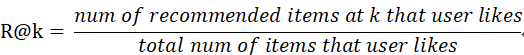 R@k = num of recommended items at k that user likes
total num of items that user likes